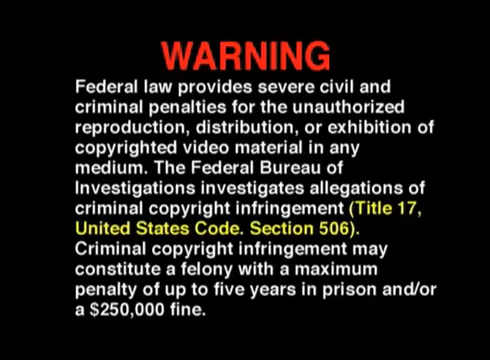 WARNING
Federal law provides severe civil and
criminal penalties for the unauthorized
reproduction, distribution, or exhibition of
copyrighted video material in any
medium. The Federal Bureau of
Investigations investigates allegations of
criminal copyright infringement (Title 17,
United States Code. Section 506).
Criminal copyright infringement may
constitute a felony with a maximum
penalty of up to five years in prison and/or
a $250,000 fine.